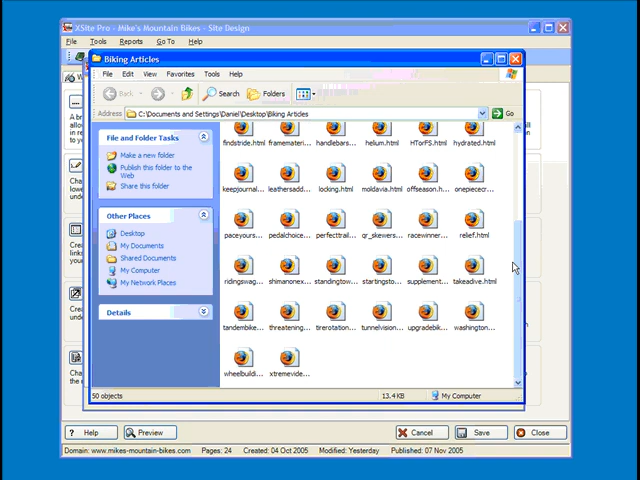 XSite Pro - Mike's Mountain Bikes - Site Design
File Tools Reports Go To Help
Biking Articles
File Edit View Favorites Tools Help
Back Search Folders
Address C:\Documents and Settings\Daniel\Desktop\Biking Articles Go
File and Folder Tasks
Make a new folder
Publish this folder to the
Web
Share this folder
Other Places
Desktop
My Documents
Shared Documents
My Computer
My Network Places
Details
findstride.html framemateri... handlebars... helium.html HTorFS.html hydrated.html
keepjournal... leathersadd... locking.html moldavia.html offseason.h... onepiececr...
paceyours... pedalchoice... perfecttrail... qr_skewers... racewinner... relief.html
ridingswag... shimanonex... standingtow... startingsto... supplement... takeadive.html
tandembike... threatening... tirerotation... tunnelvision... upgradebik... washington...
wheelbuildi... xtremevide...
50 objects 13.4 KB My Computer
Help Preview Cancel Save Close
Domain: www.mikes-mountain-bikes.com Pages: 24 Created: 04 Oct 2005 Modified: Yesterday Published: 07 Nov 2005